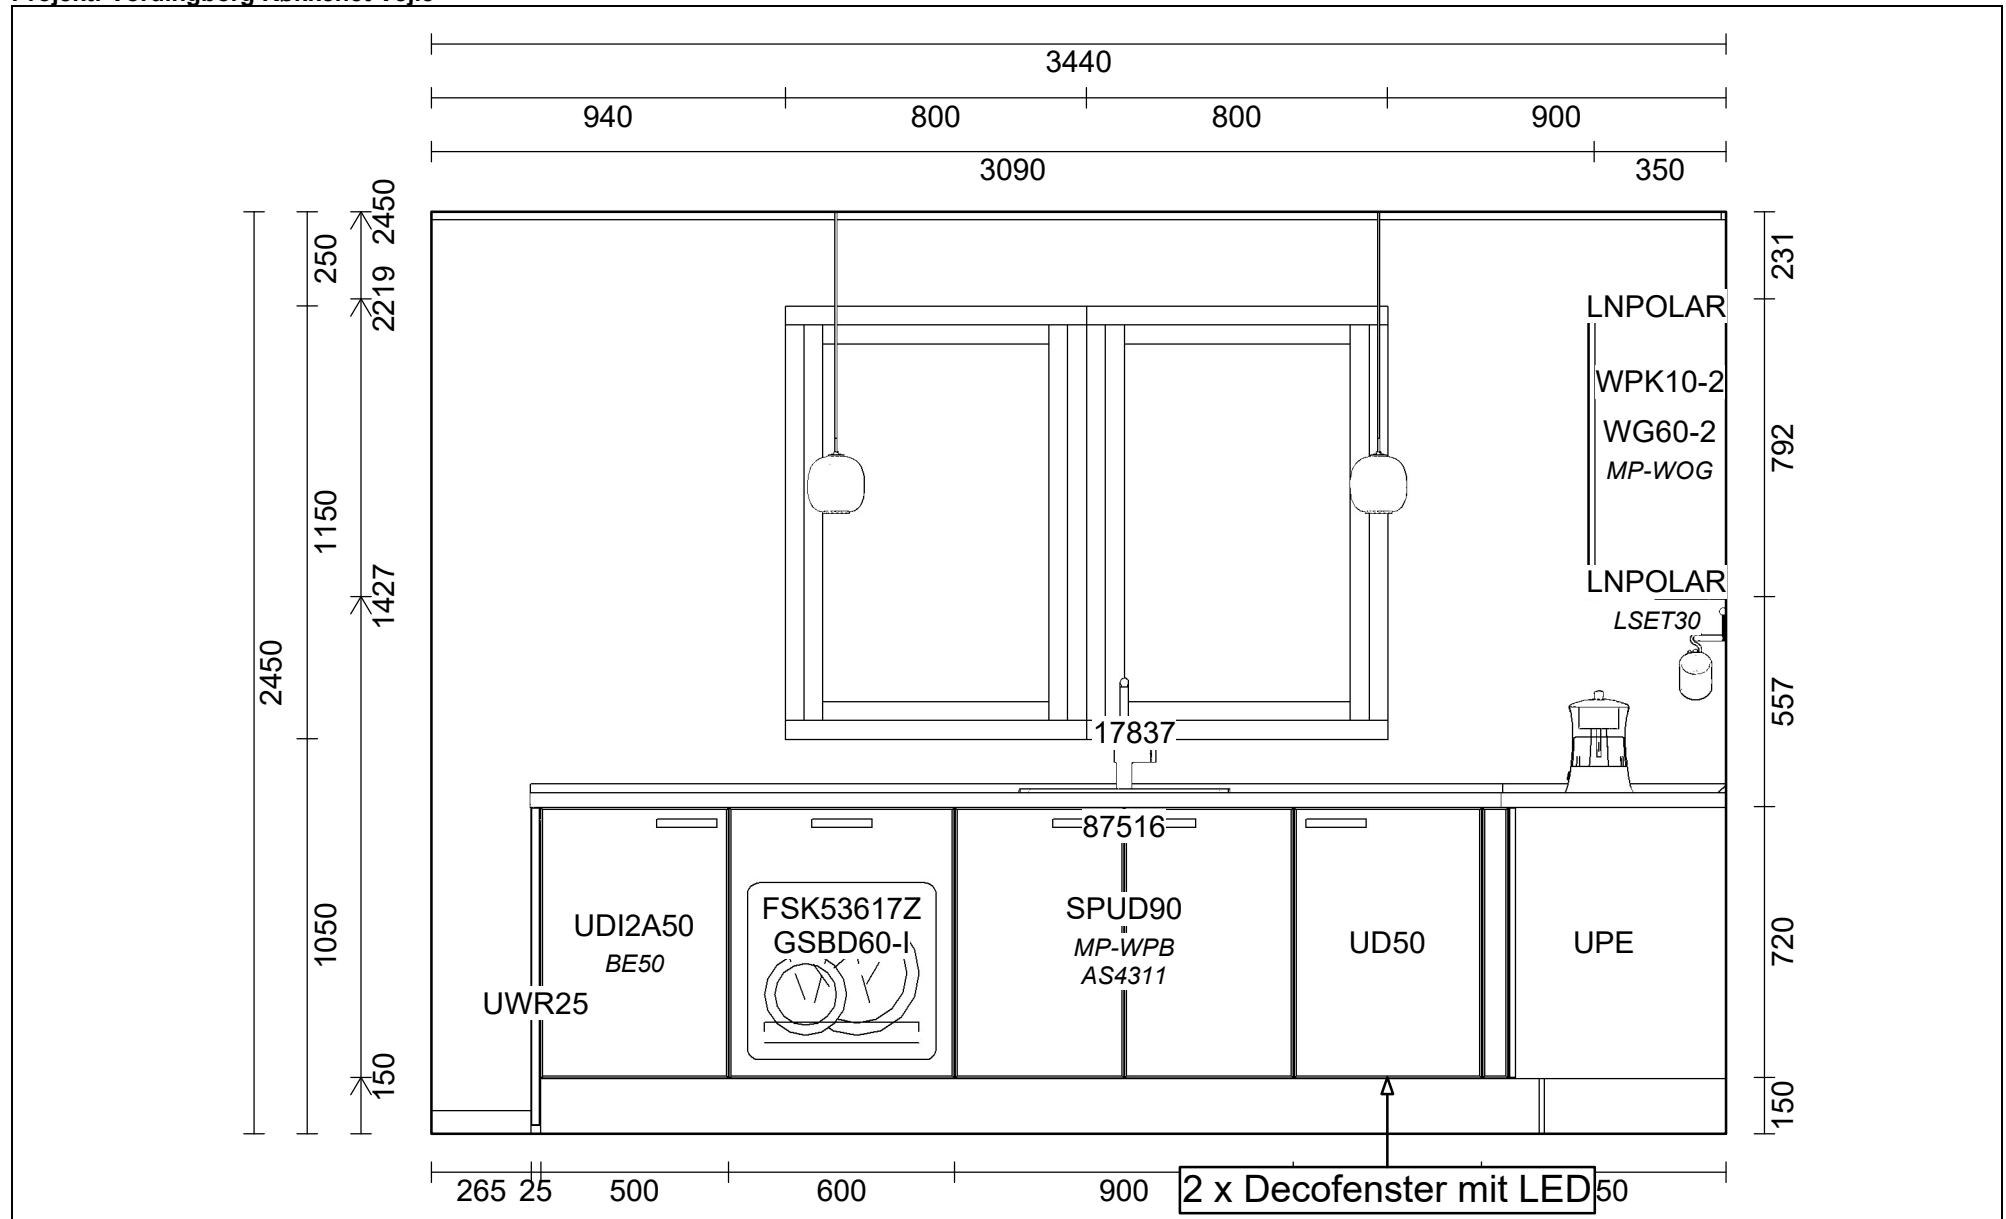 3440
940 800 800 900
3090 350
2450
250
2219
1150
1427
2450
1050
150
231
LNPOLAR
WPK10-2
WG60-2
MP-WOG
792
LNPOLAR
LSET30
557
17837
87516
UDI2A50
BE50
FSK53617Z
GSBD60-I
SPUD90
MP-WPB
AS4311
UD50
UPE
720
UWR25
150
265 25 500 600 900 50
2 x Decofenster mit LED